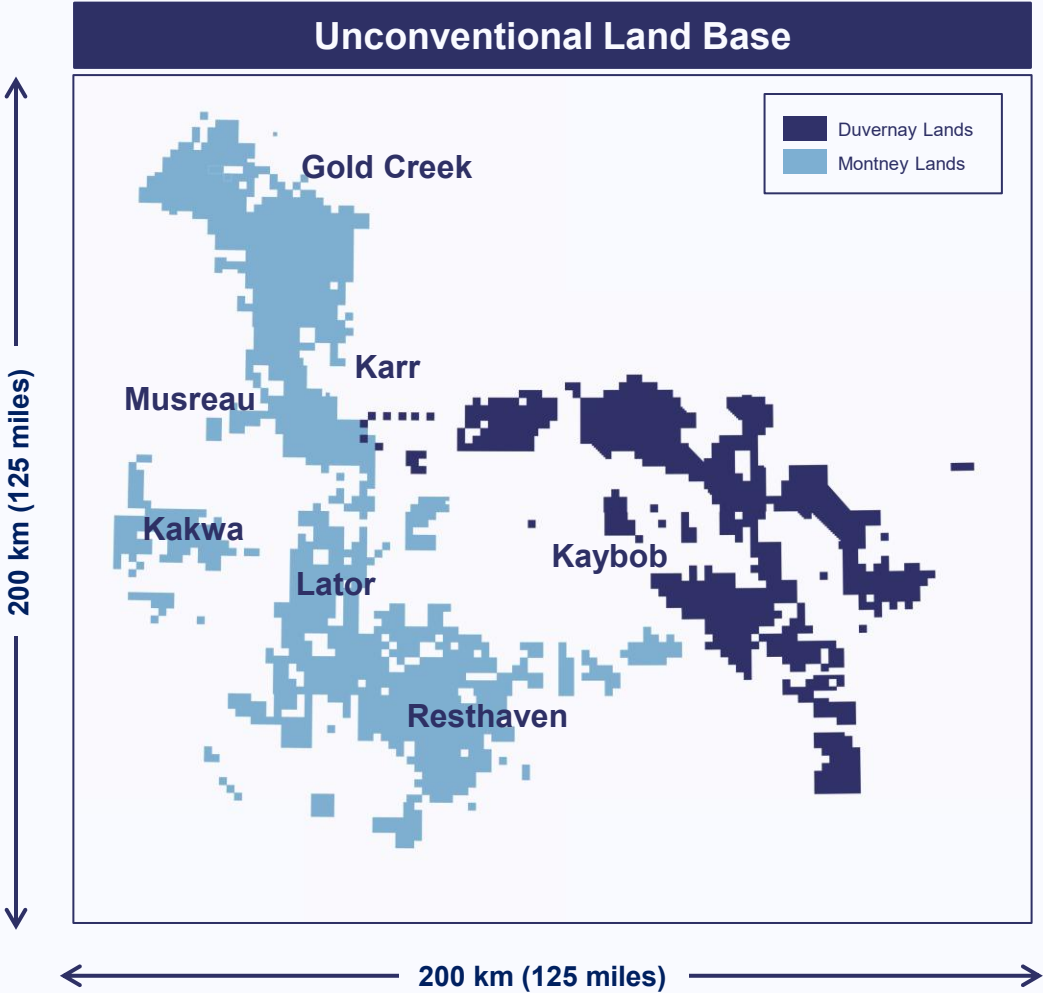 Unconventional Land Base
Duvernay Lands
Montney Lands
Gold Creek
Karr
Musreau
Kakwa
Kaybob
Lator
Resthaven
200 km (125 miles)
200 km (125 miles)